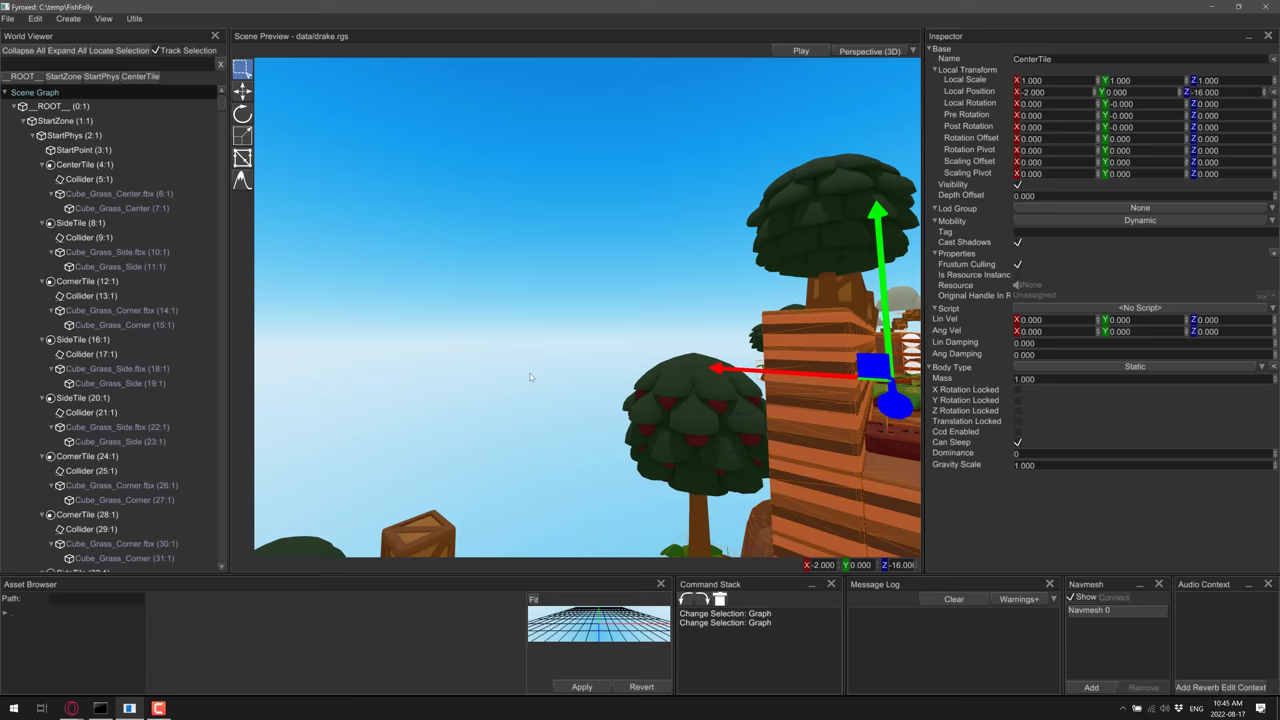 Fyroxed: C:\temp\FishFolly
File Edit Create View Utils
World Viewer
Collapse All Expand All Locate Selection Track Selection
X
__ROOT__ StartZone StartPhys CenterTile
Scene Graph
__ROOT__ (0:1)
StartZone (1:1)
StartPhys (2:1)
StartPoint (3:1)
CenterTile (4:1)
Collider (5:1)
Cube_Grass_Center.fbx (6:1)
Cube_Grass_Center (7:1)
SideTile (8:1)
Collider (9:1)
Cube_Grass_Side.fbx (10:1)
Cube_Grass_Side (11:1)
CornerTile (12:1)
Collider (13:1)
Cube_Grass_Corner.fbx (14:1)
Cube_Grass_Corner (15:1)
SideTile (16:1)
Collider (17:1)
Cube_Grass_Side.fbx (18:1)
Cube_Grass_Side (19:1)
SideTile (20:1)
Collider (21:1)
Cube_Grass_Side.fbx (22:1)
Cube_Grass_Side (23:1)
CornerTile (24:1)
Collider (25:1)
Cube_Grass_Corner.fbx (26:1)
Cube_Grass_Corner (27:1)
CornerTile (28:1)
Collider (29:1)
Cube_Grass_Corner.fbx (30:1)
Cube_Grass_Corner (31:1)
Scene Preview - data/drake.rgs
Play Perspective (3D)
X -2.000 Y 0.000 Z -16.000
Inspector
Base
Name CenterTile <
Local Transform
Local Scale X 1.000 Y 1.000 Z 1.000
Local Position X -2.000 Y 0.000 Z -16.000 <
Local Rotation X 0.000 Y -0.000 Z 0.000
Pre Rotation X 0.000 Y -0.000 Z 0.000
Post Rotation X 0.000 Y -0.000 Z 0.000
Rotation Offset X 0.000 Y 0.000 Z 0.000
Rotation Pivot X 0.000 Y 0.000 Z 0.000
Scaling Offset X 0.000 Y 0.000 Z 0.000
Scaling Pivot X 0.000 Y 0.000 Z 0.000
Visibility
Depth Offset 0.000
Lod Group None
Mobility Dynamic
Tag
Cast Shadows
Properties +
Frustum Culling
Is Resource Instanc
Resource None
Original Handle In R Unassigned >>
Script <No Script>
Lin Vel X 0.000 Y 0.000 Z 0.000
Ang Vel X 0.000 Y 0.000 Z 0.000
Lin Damping 0.000
Ang Damping 0.000
Body Type Static <
Mass 1.000
X Rotation Locked
Y Rotation Locked
Z Rotation Locked
Translation Locked
Ccd Enabled
Can Sleep
Dominance 0
Gravity Scale 1.000
Asset Browser
Path:
Fit
Apply Revert
Command Stack
Change Selection: Graph
Change Selection: Graph
Message Log
Clear Warnings+
Navmesh
Show Connect
Navmesh 0
Add Remove
Audio Context
Add Reverb Edit Context
ENG
10:45 AM
2022-08-17